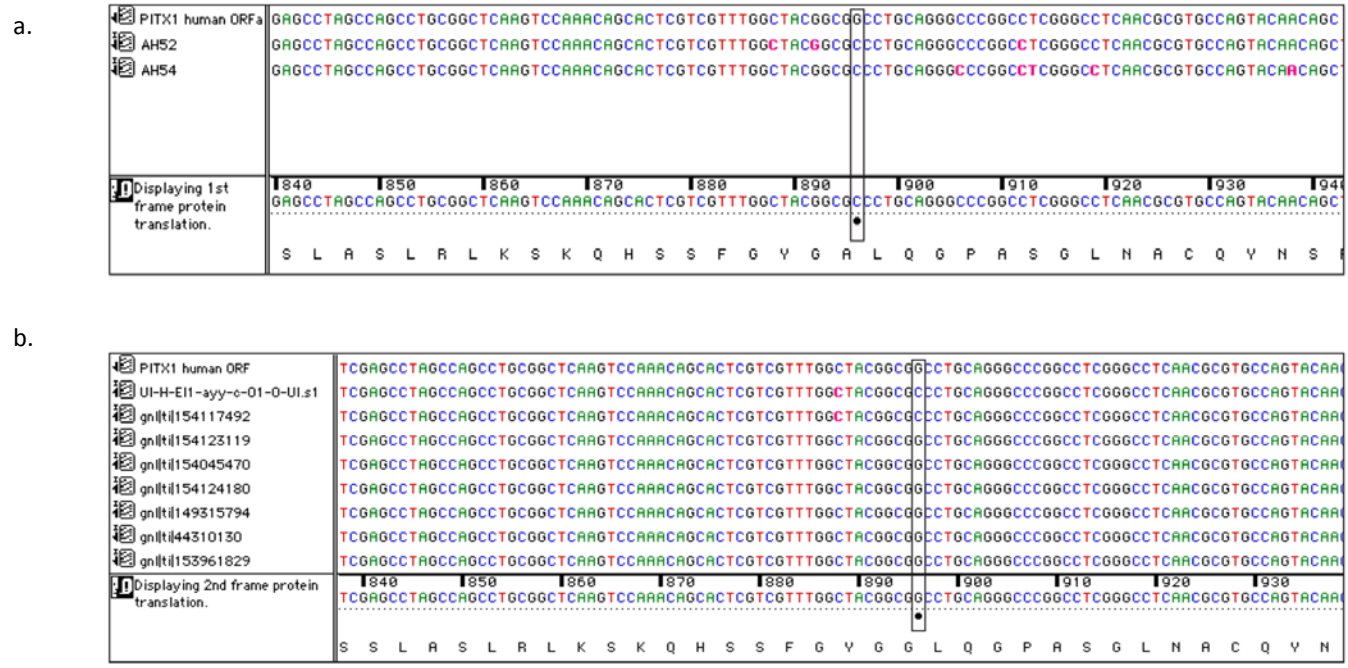 a.
PITX1 human ORFa GAGCCTAGCCAGCCTGCGGCTCAAGTCCAAACAGCACTCGTCGTTTGGCTACGGCGGCCTGCAGGGCCCGGCCTCGGGCCTCAACGCGTGCCAGTACAACAGC
AH52 GAGCCTAGCCAGCCTGCGGCTCAAGTCCAAACAGCACTCGTCGTTTGGCTACGGCGCCCTGCAGGGCCCGGCCTCGGGCCTCAACGCGTGCCAGTACAACAGC
AH54 GAGCCTAGCCAGCCTGCGGCTCAAGTCCAAACAGCACTCGTCGTTTGGCTACGGCGCCCTGCAGGGCCCGGCCTCGGGCCTCAACGCGTGCCAGTACAACAGC
Displaying 1st
frame protein
translation.
840 850 860 870 880 890 900 910 920 930
GAGCCTAGCCAGCCTGCGGCTCAAGTCCAAACAGCACTCGTCGTTTGGCTACGGCGCCCTGCAGGGCCCGGCCTCGGGCCTCAACGCGTGCCAGTACAACAGC
S L A S L R L K S K Q H S S F G Y G A L Q G P A S G L N A C Q Y N S
b.
PITX1 human ORF TCGAGCCTAGCCAGCCTGCGGCTCAAGTCCAAACAGCACTCGTCGTTTGGCTACGGCGGCCTGCAGGGCCCGGCCTCGGGCCTCAACGCGTGCCAGTACAA
UI-H-EI1-ayy-c-01-0-UI.s1 TCGAGCCTAGCCAGCCTGCGGCTCAAGTCCAAACAGCACTCGTCGTTTGGCTACGGCGCCCTGCAGGGCCCGGCCTCGGGCCTCAACGCGTGCCAGTACAA
gnl|ti|154117492 TCGAGCCTAGCCAGCCTGCGGCTCAAGTCCAAACAGCACTCGTCGTTTGGCTACGGCGCCCTGCAGGGCCCGGCCTCGGGCCTCAACGCGTGCCAGTACAA
gnl|ti|154123119 TCGAGCCTAGCCAGCCTGCGGCTCAAGTCCAAACAGCACTCGTCGTTTGGCTACGGCGGCCTGCAGGGCCCGGCCTCGGGCCTCAACGCGTGCCAGTACAA
gnl|ti|154045470 TCGAGCCTAGCCAGCCTGCGGCTCAAGTCCAAACAGCACTCGTCGTTTGGCTACGGCGGCCTGCAGGGCCCGGCCTCGGGCCTCAACGCGTGCCAGTACAA
gnl|ti|154124180 TCGAGCCTAGCCAGCCTGCGGCTCAAGTCCAAACAGCACTCGTCGTTTGGCTACGGCGGCCTGCAGGGCCCGGCCTCGGGCCTCAACGCGTGCCAGTACAA
gnl|ti|149315794 TCGAGCCTAGCCAGCCTGCGGCTCAAGTCCAAACAGCACTCGTCGTTTGGCTACGGCGGCCTGCAGGGCCCGGCCTCGGGCCTCAACGCGTGCCAGTACAA
gnl|ti|44310130 TCGAGCCTAGCCAGCCTGCGGCTCAAGTCCAAACAGCACTCGTCGTTTGGCTACGGCGGCCTGCAGGGCCCGGCCTCGGGCCTCAACGCGTGCCAGTACAA
gnl|ti|153961829 TCGAGCCTAGCCAGCCTGCGGCTCAAGTCCAAACAGCACTCGTCGTTTGGCTACGGCGGCCTGCAGGGCCCGGCCTCGGGCCTCAACGCGTGCCAGTACAA
Displaying 2nd frame protein
translation.
840 850 860 870 880 890 900 910 920 930
TCGAGCCTAGCCAGCCTGCGGCTCAAGTCCAAACAGCACTCGTCGTTTGGCTACGGCGGCCTGCAGGGCCCGGCCTCGGGCCTCAACGCGTGCCAGTACAA
S S L A S L R L K S K Q H S S F G Y G G L Q G P A S G L N A C Q Y N